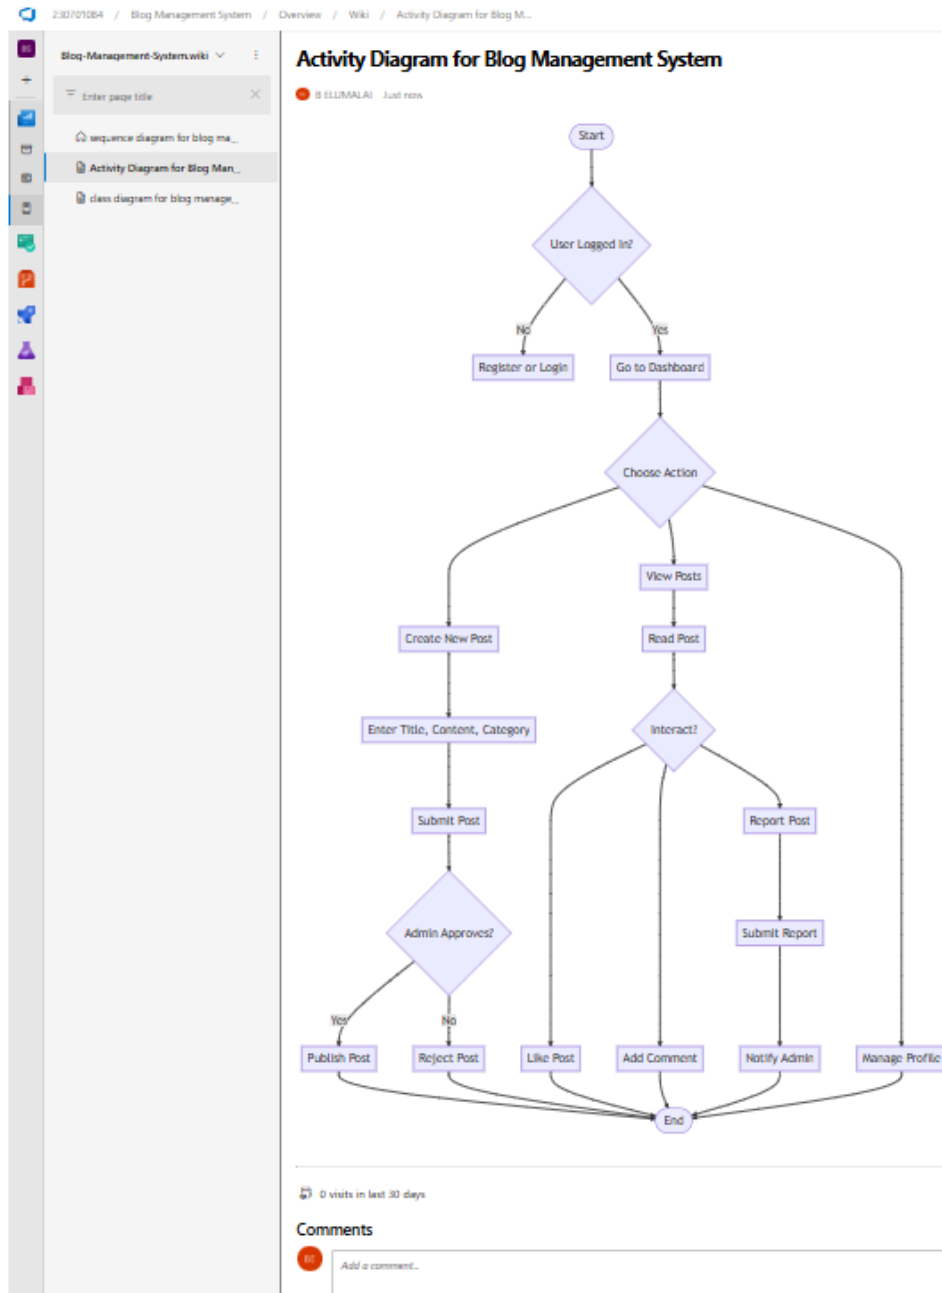 230701084 / Blog Management System / Overview / Wiki / Activity Diagram for Blog M...
BS
Blog-Management-System.wiki
Enter page title
sequence diagram for blog ma...
Activity Diagram for Blog Man...
class diagram for blog manage...
Activity Diagram for Blog Management System
B ELUMALAI Just now
Start
User Logged In?
No
Yes
Register or Login
Go to Dashboard
Choose Action
View Posts
Create New Post
Read Post
Enter Title, Content, Category
Interact?
Submit Post
Report Post
Admin Approves?
Submit Report
Yes
No
Publish Post
Reject Post
Like Post
Add Comment
Notify Admin
Manage Profile
End
0 visits in last 30 days
Comments
BE
Add a comment...